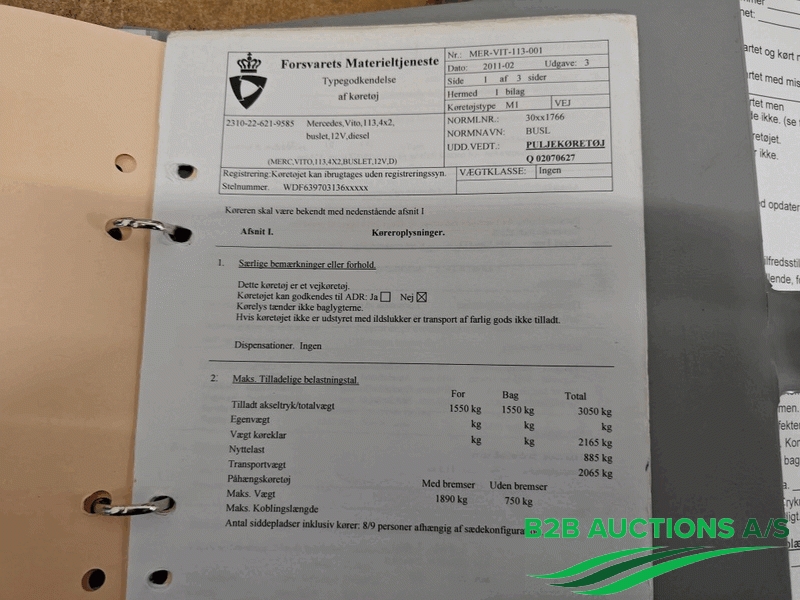 Forsvarets Materieltjeneste
Typegodkendelse
af køretøj
Nr.: MER-VIT-113-001
Dato: 2011-02 Udgave: 3
Side 1 af 3 sider
Hermed 1 bilag
Køretøjstype M1 VEJ
2310-22-621-9585 Mercedes,Vito,113,4x2,
buslet,12V,diesel
(MERC,VITO,113,4X2,BUSLET,12V,D)
NORMLNR.: 30xx1766
NORMNAVN: BUSL
UDD.VEDT.: PULJEKØRETØJ
Q 02070627
Registrering:Køretøjet kan ibrugtages uden registreringssyn.
Stelnummer. WDF639703136xxxxx
VÆGTKLASSE: Ingen
Køreren skal være bekendt med nedenstående afsnit I
Afsnit I. Køreroplysninger.
1. Særlige bemærkninger eller forhold.
Dette køretøj er et vejkøretøj.
Køretøjet kan godkendes til ADR: Ja ☐ Nej ☒
Kørelys tænder ikke baglygterne.
Hvis køretøjet ikke er udstyret med ildslukker er transport af farlig gods ikke tilladt.
Dispensationer. Ingen
2. Maks. Tilladelige belastningstal.
For Bag Total
Tilladt akseltryk/totalvægt 1550 kg 1550 kg 3050 kg
Egenvægt kg kg kg
Vægt køreklar kg kg 2165 kg
Nyttelast 885 kg
Transportvægt 2065 kg
Påhængskøretøj Med bremser Uden bremser
Maks. Vægt 1890 kg 750 kg
Maks. Koblingslængde
Antal siddepladser inklusiv kører: 8/9 personer afhængig af sædekonfigura
B2B AUCTIONS A/S